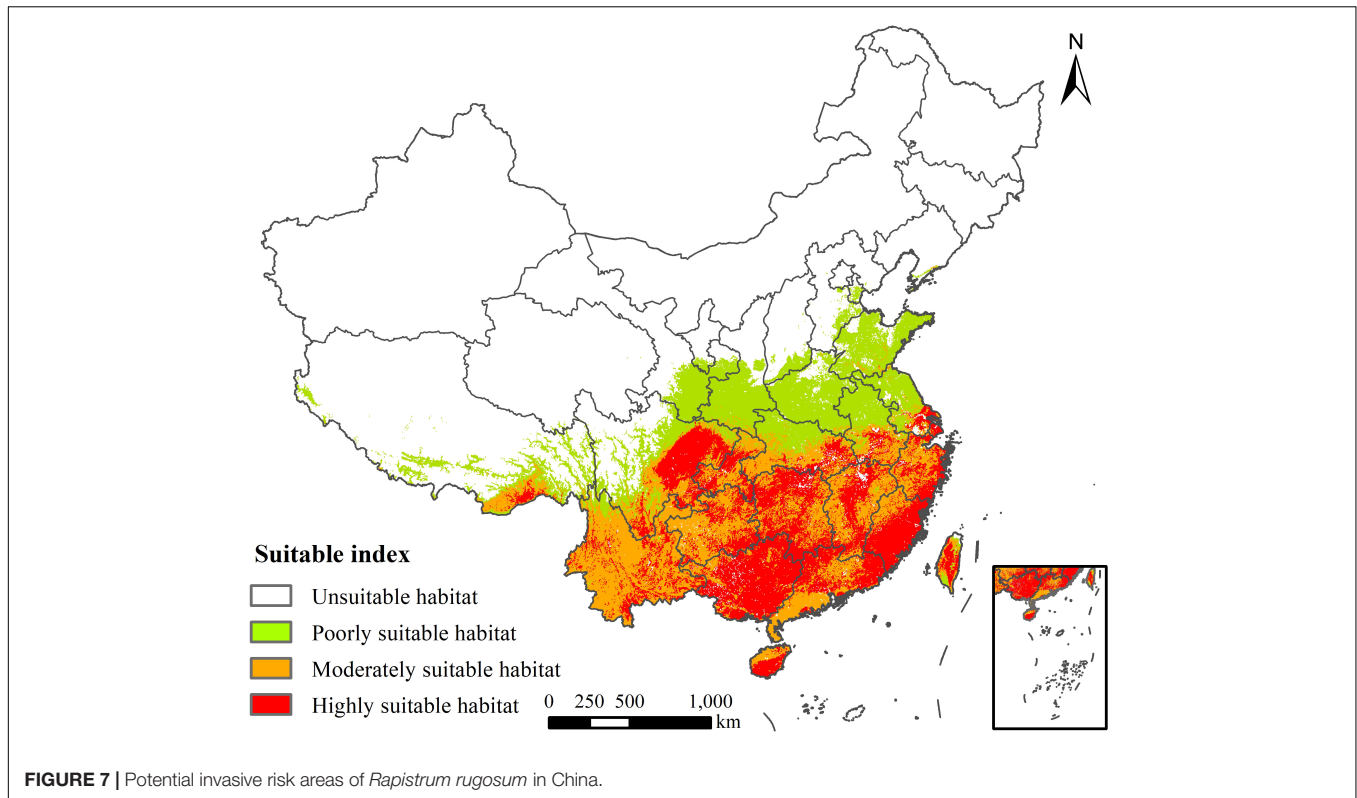 N
Suitable index
Unsuitable habitat
Poorly suitable habitat
Moderately suitable habitat
Highly suitable habitat
0 250 500 1,000
km
FIGURE 7 | Potential invasive risk areas of Rapistrum rugosum in China.